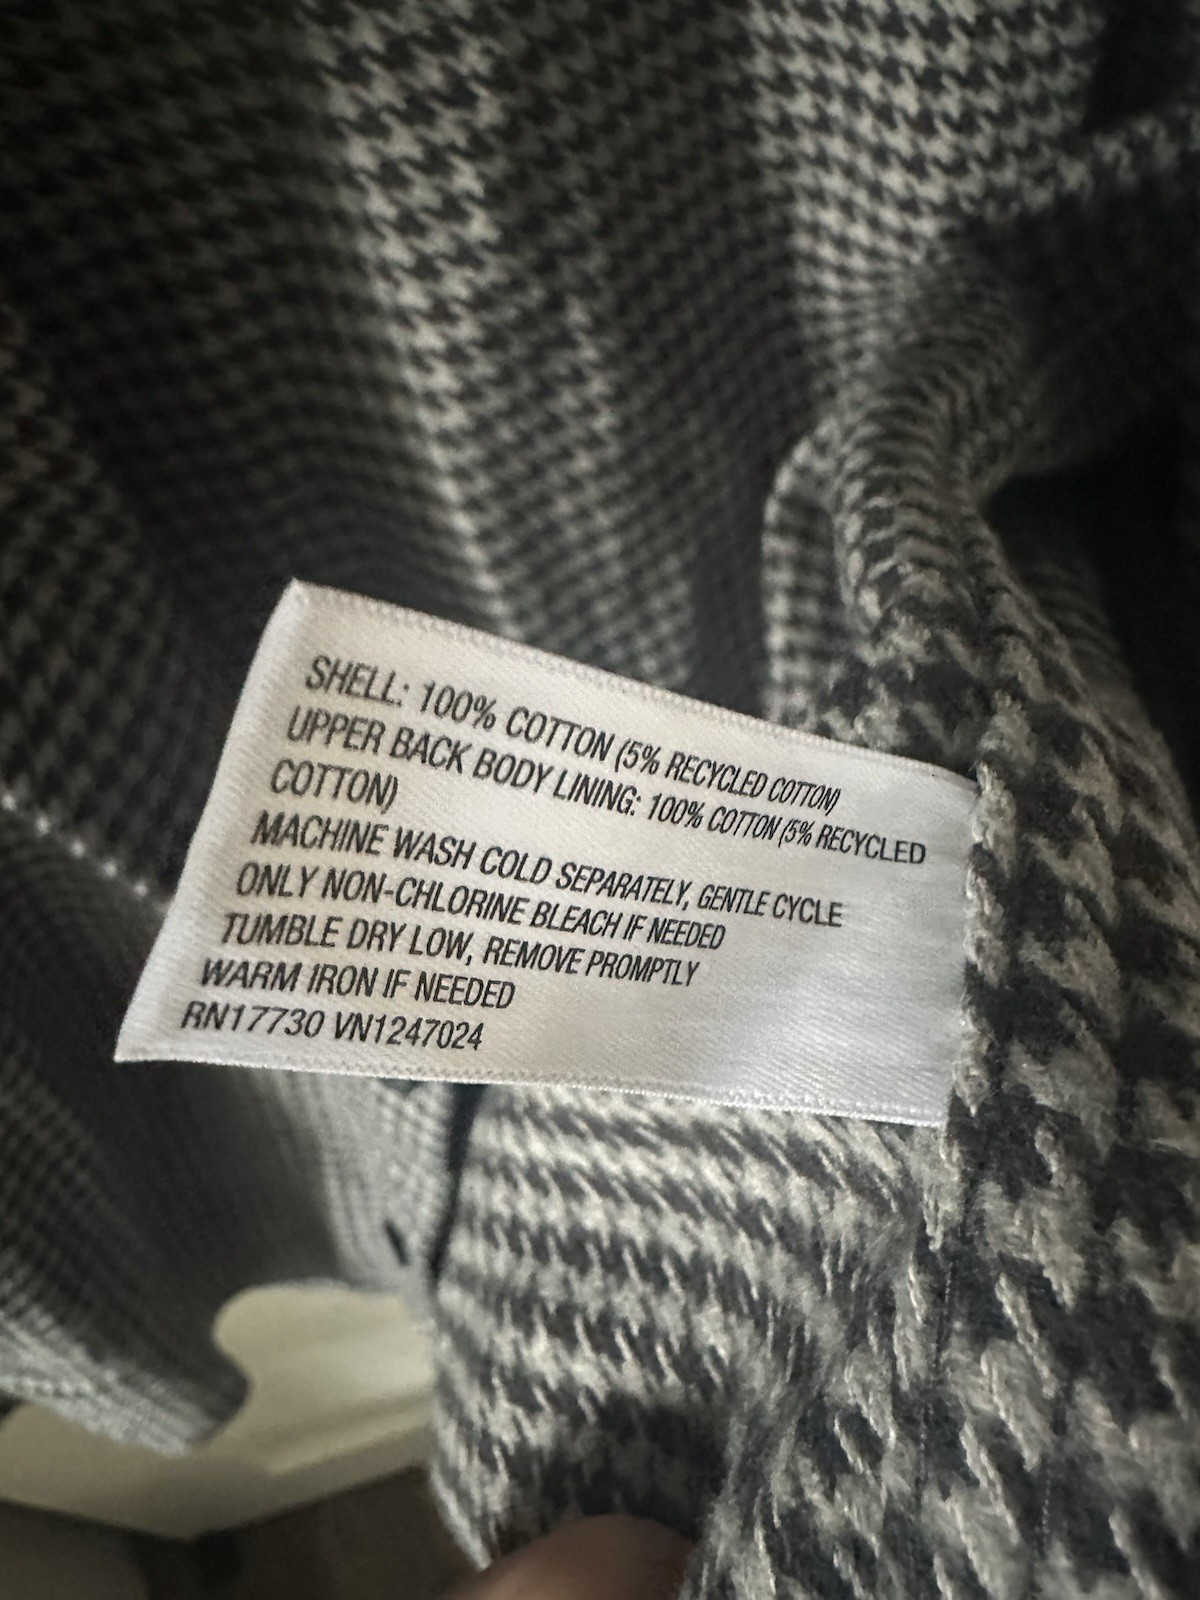 SHELL: 100% COTTON (5% RECYCLED COTTON)
UPPER BACK BODY LINING: 100% COTTON (5% RECYCLED
COTTON)
MACHINE WASH COLD SEPARATELY, GENTLE CYCLE
ONLY NON-CHLORINE BLEACH IF NEEDED
TUMBLE DRY LOW, REMOVE PROMPTLY
WARM IRON IF NEEDED
RN17730 VN1247024